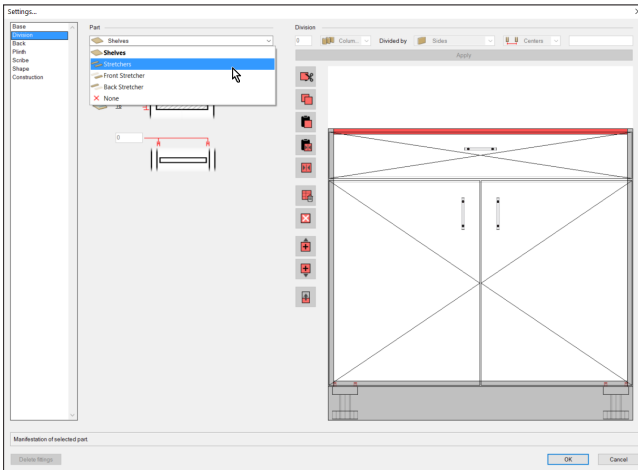 Settings...
Base
Division
Back
Plinth
Scribe
Shape
Construction
Part
Shelves
Shelves
Stretchers
Front Stretcher
Back Stretcher
None
0
Division
0
Colum...
Divided by
Sides
Centers
Apply
Manifestation of selected part
Delete fittings
OK
Cancel